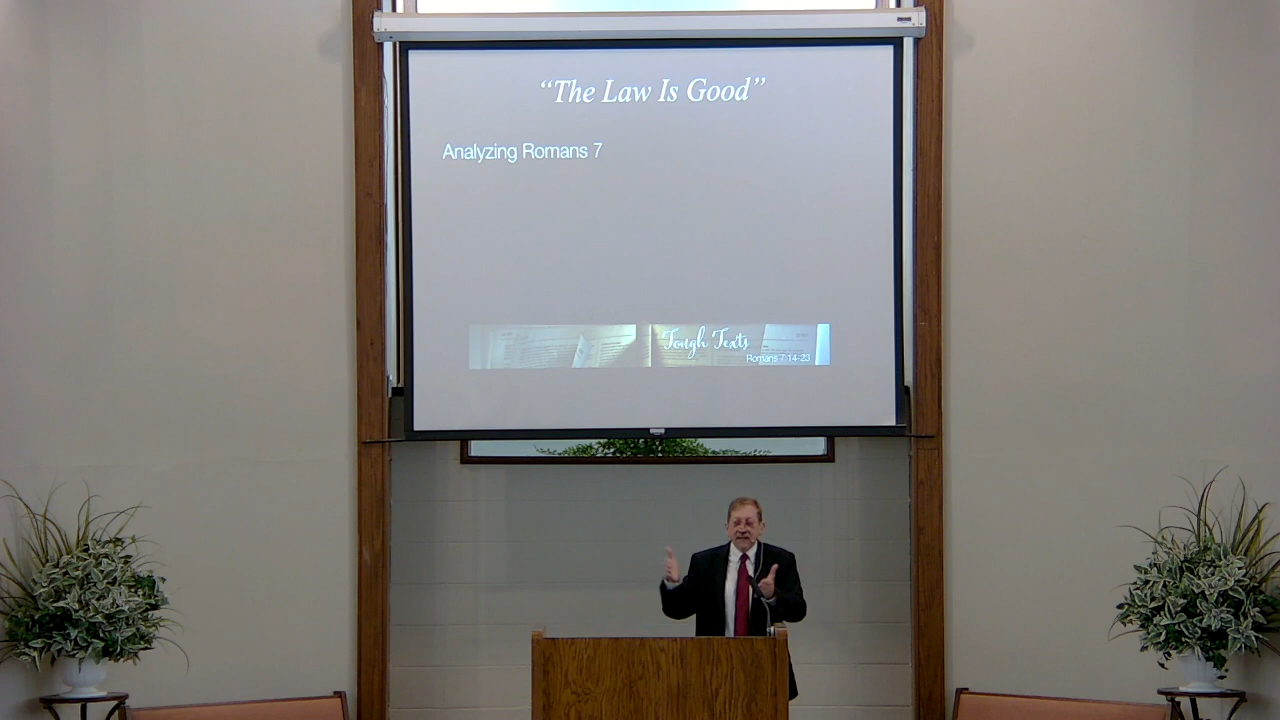 “The Law Is Good”
Analyzing Romans 7
Tough Texts
Romans 7:14-23